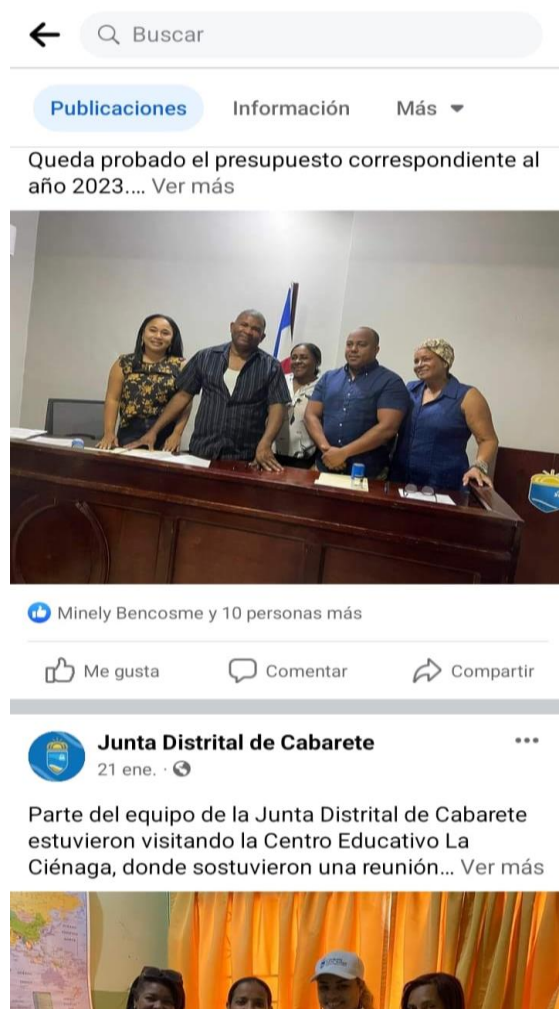 Buscar
Publicaciones Información Más
Queda probado el presupuesto correspondiente al
año 2023.... Ver más
Minely Bencosme y 10 personas más
Me gusta Comentar Compartir
Junta Distrital de Cabarete
21 ene. ·
Parte del equipo de la Junta Distrital de Cabarete
estuvieron visitando la Centro Educativo La
Ciénaga, donde sostuvieron una reunión... Ver más